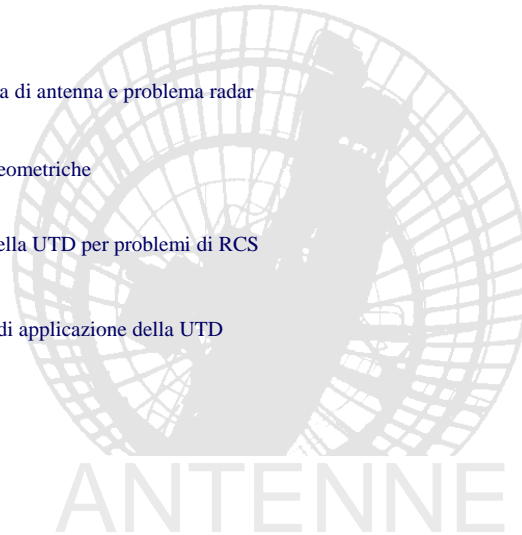 a di antenna e problema radar
eometriche
ella UTD per problemi di RCS
di applicazione della UTD
ANTENNE